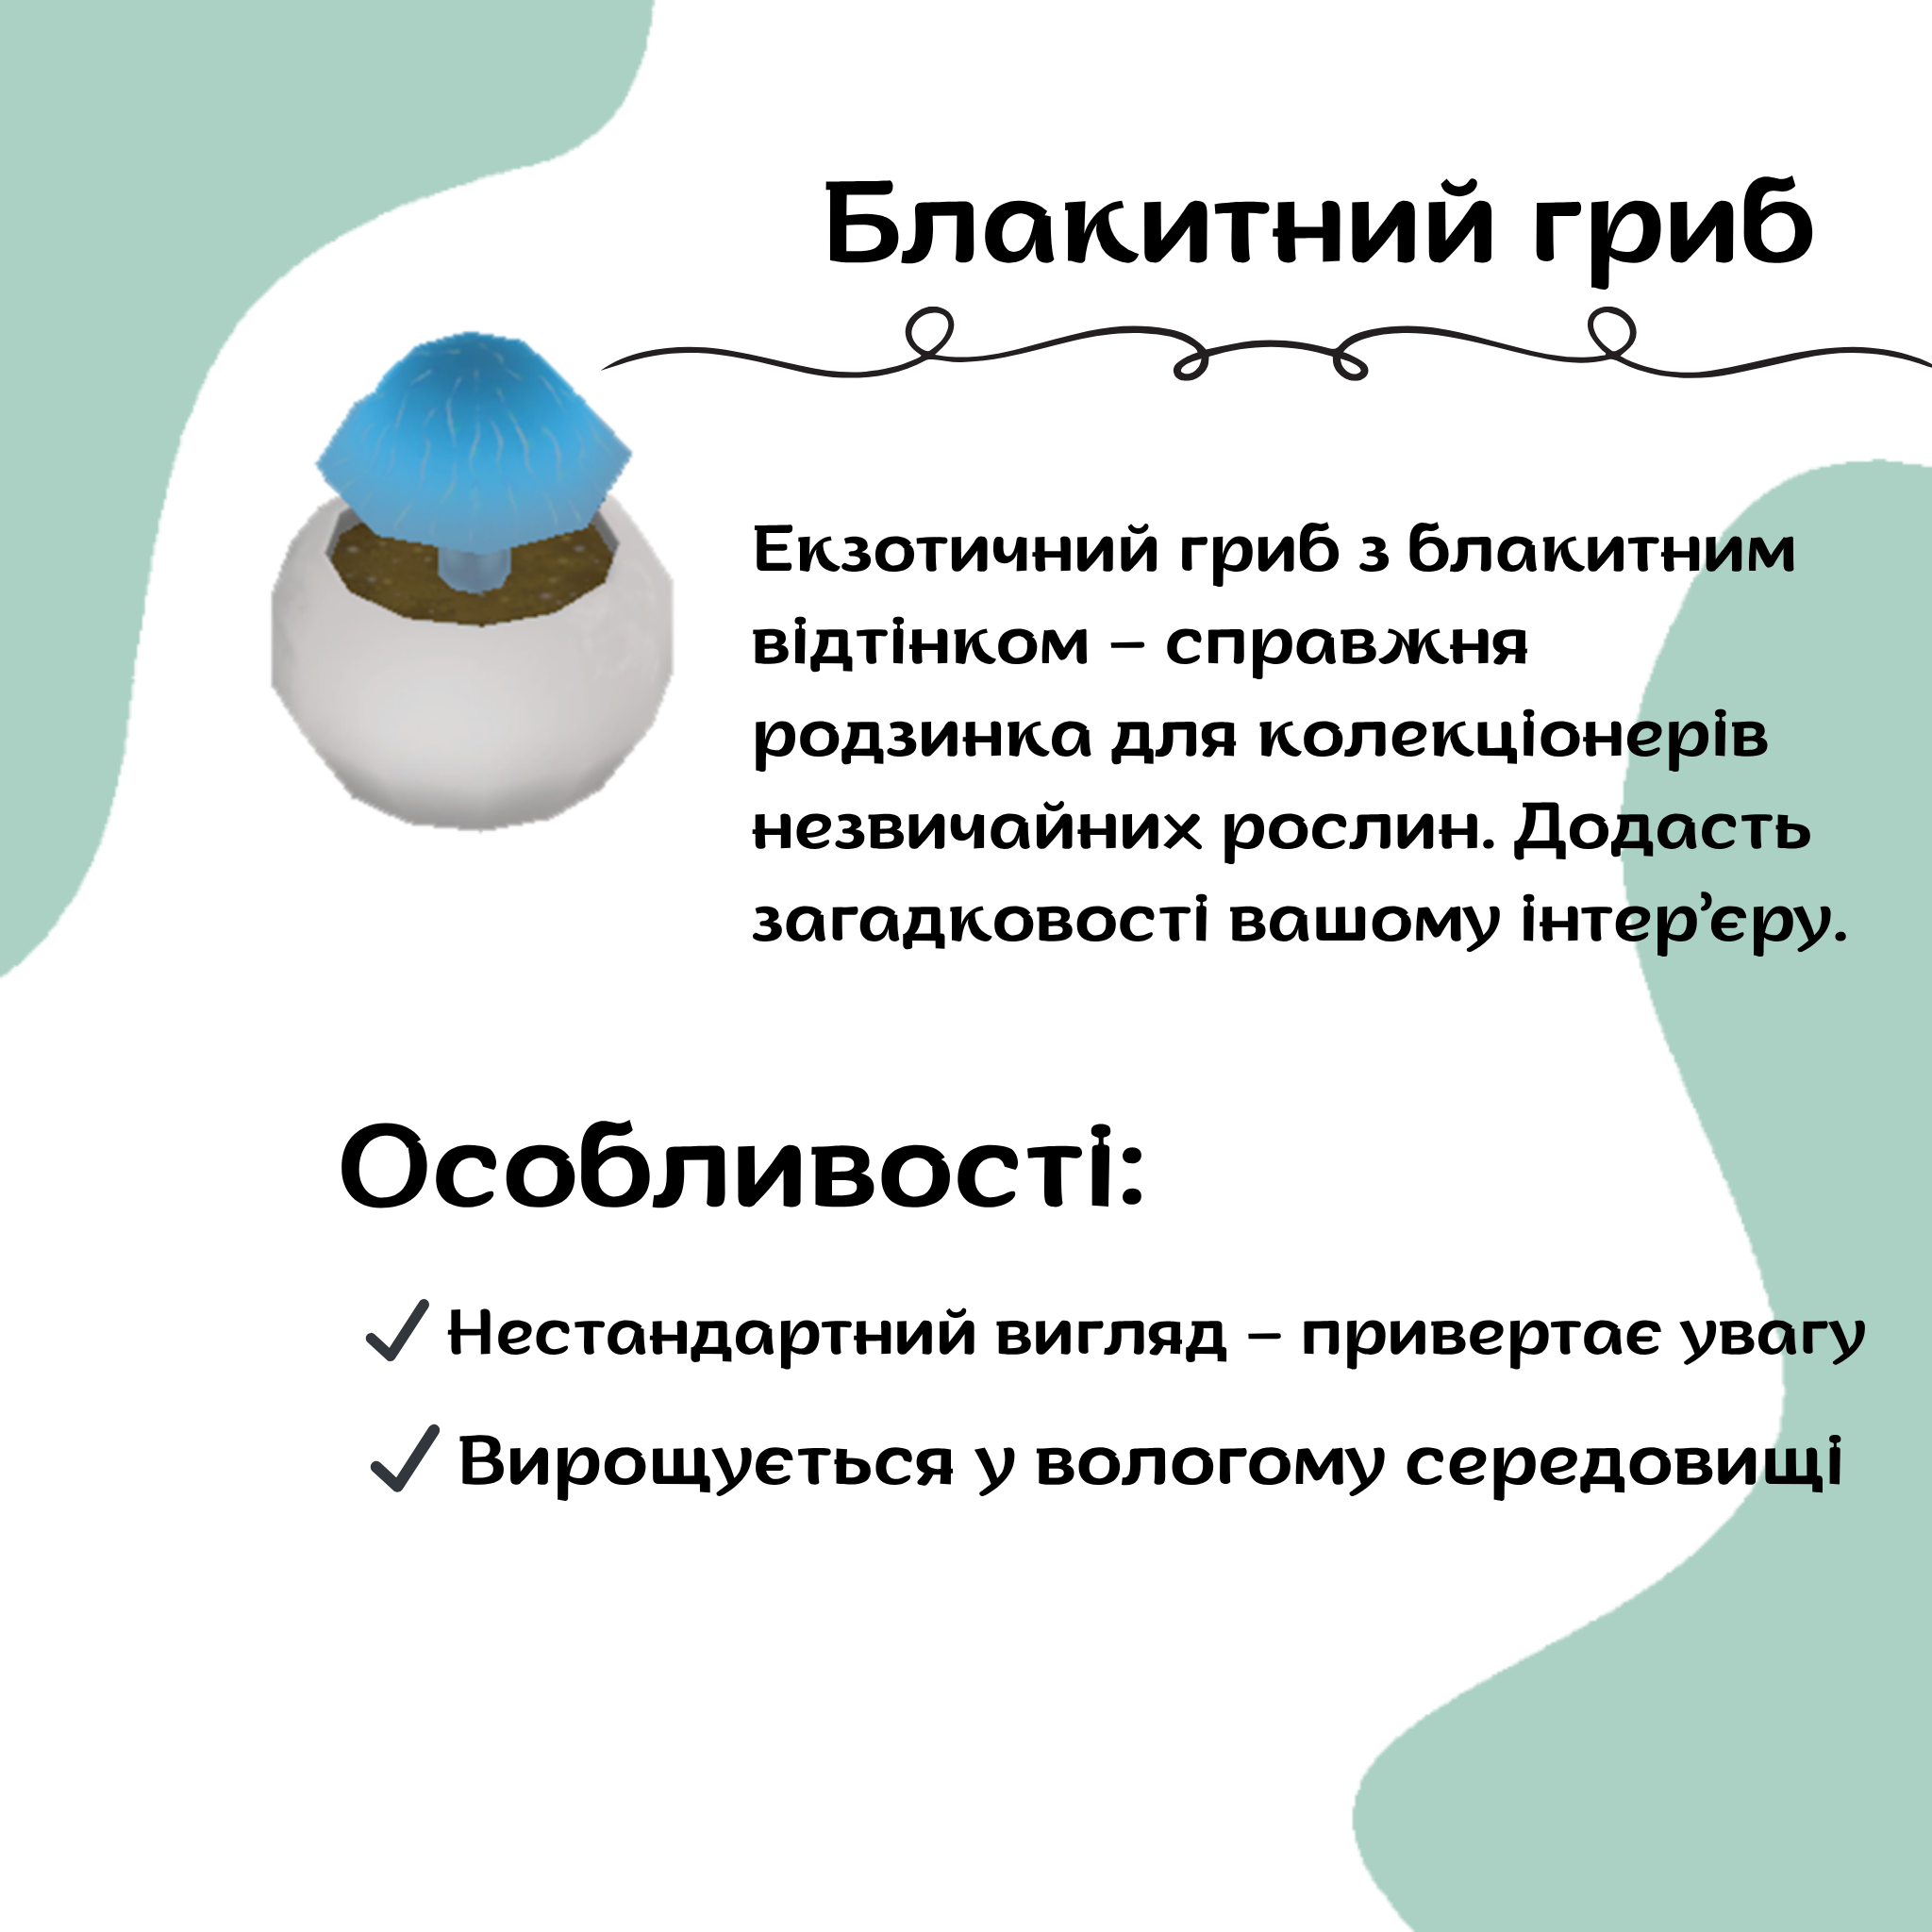 Блакитний гриб
Екзотичний гриб з блакитним
відтінком – справжня
родзинка для колекціонерів
незвичайних рослин. Додасть
загадковості вашому інтер’єру.
Особливості:
✓ Нестандартний вигляд – привертає увагу
✓ Вирощується у вологому середовищі